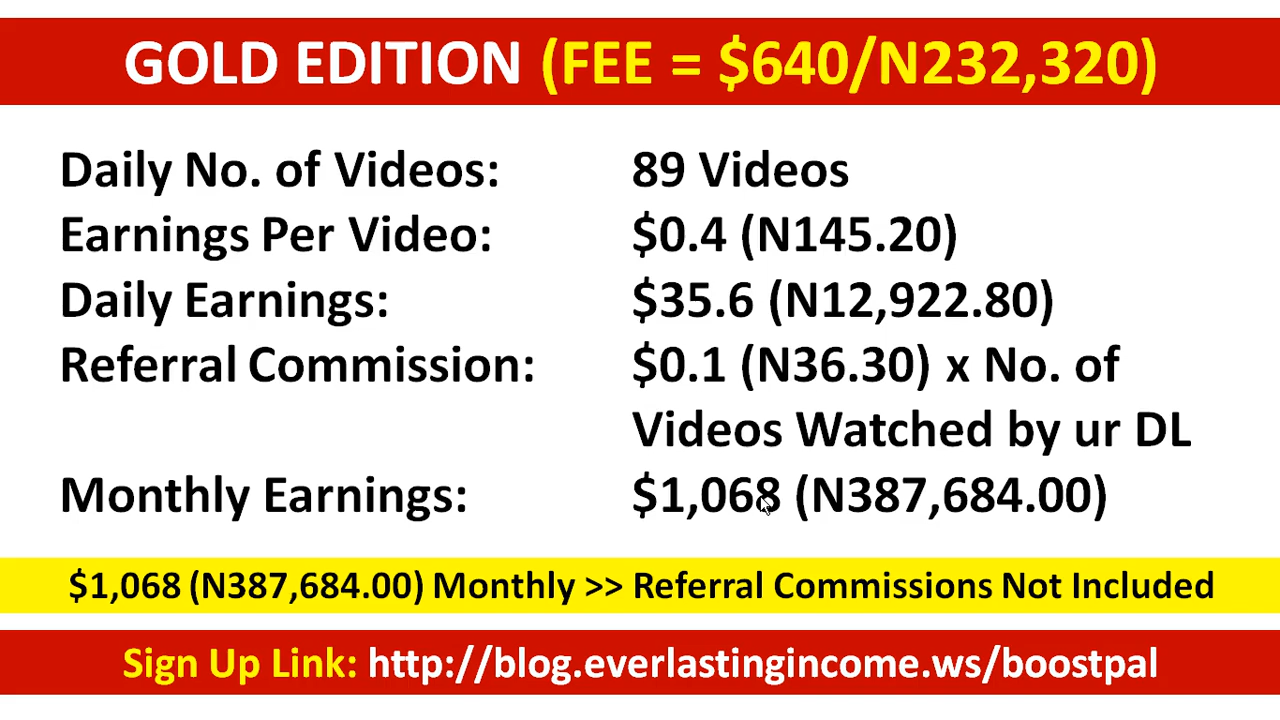 GOLD EDITION (FEE = $640/N232,320)
Daily No. of Videos: 89 Videos
Earnings Per Video: $0.4 (N145.20)
Daily Earnings: $35.6 (N12,922.80)
Referral Commission: $0.1 (N36.30) x No. of
Videos Watched by ur DL
Monthly Earnings: $1,068 (N387,684.00)
$1,068 (N387,684.00) Monthly >> Referral Commissions Not Included
Sign Up Link: http://blog.everlastingincome.ws/boostpal